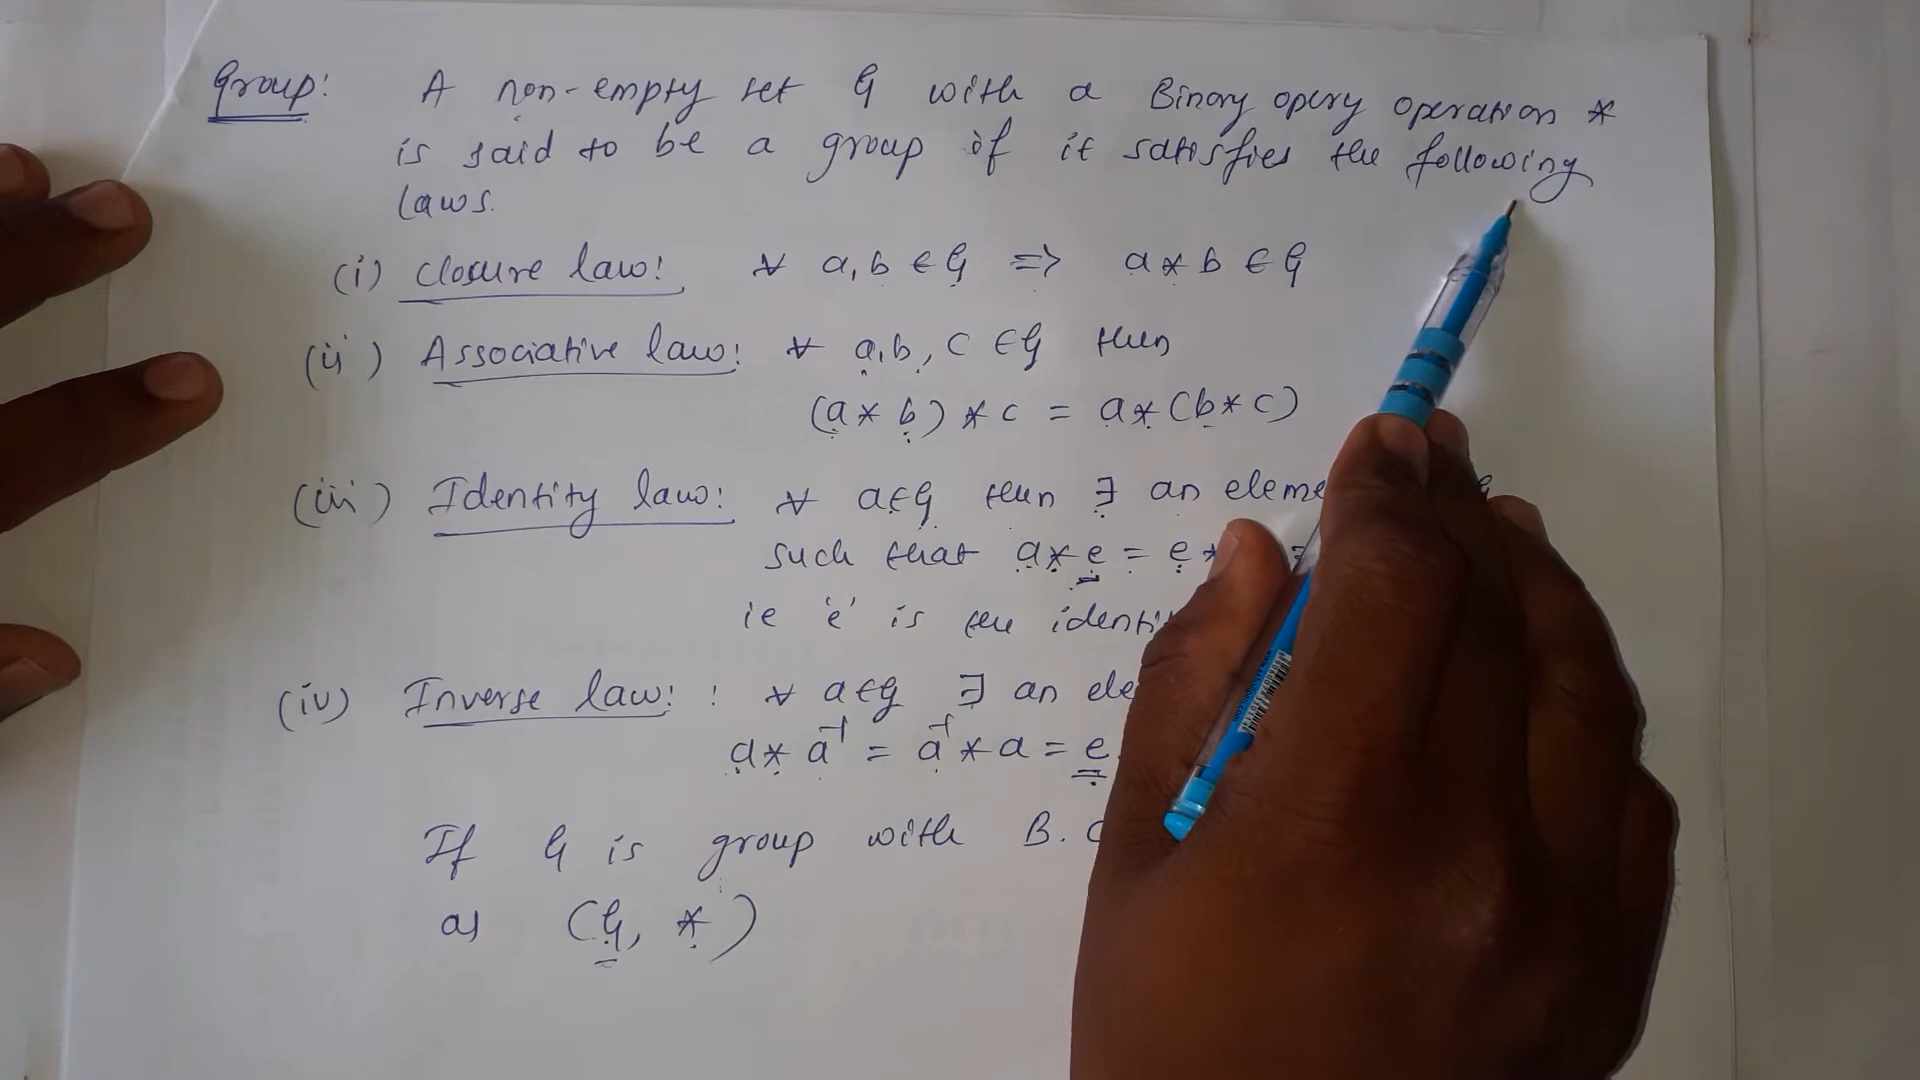 Group: A non-empty set G with a Binary opery operation *
is said to be a group if it satisfies the following
laws.
(i) Closure law: ∀ a, b ∈ G => a * b ∈ G
(ii) Associative law: ∀ a, b, c ∈ G then
(a * b) * c = a * (b * c)
(iii) Identity law: ∀ a ∈ G then ∃ an eleme
such that a * e = e * =
ie 'e' is the identi
(iv) Inverse law: : ∀ a ∈ G ∃ an ele
a * a⁻¹ = a⁻¹ * a = e
If G is group with B.
as (G, *)